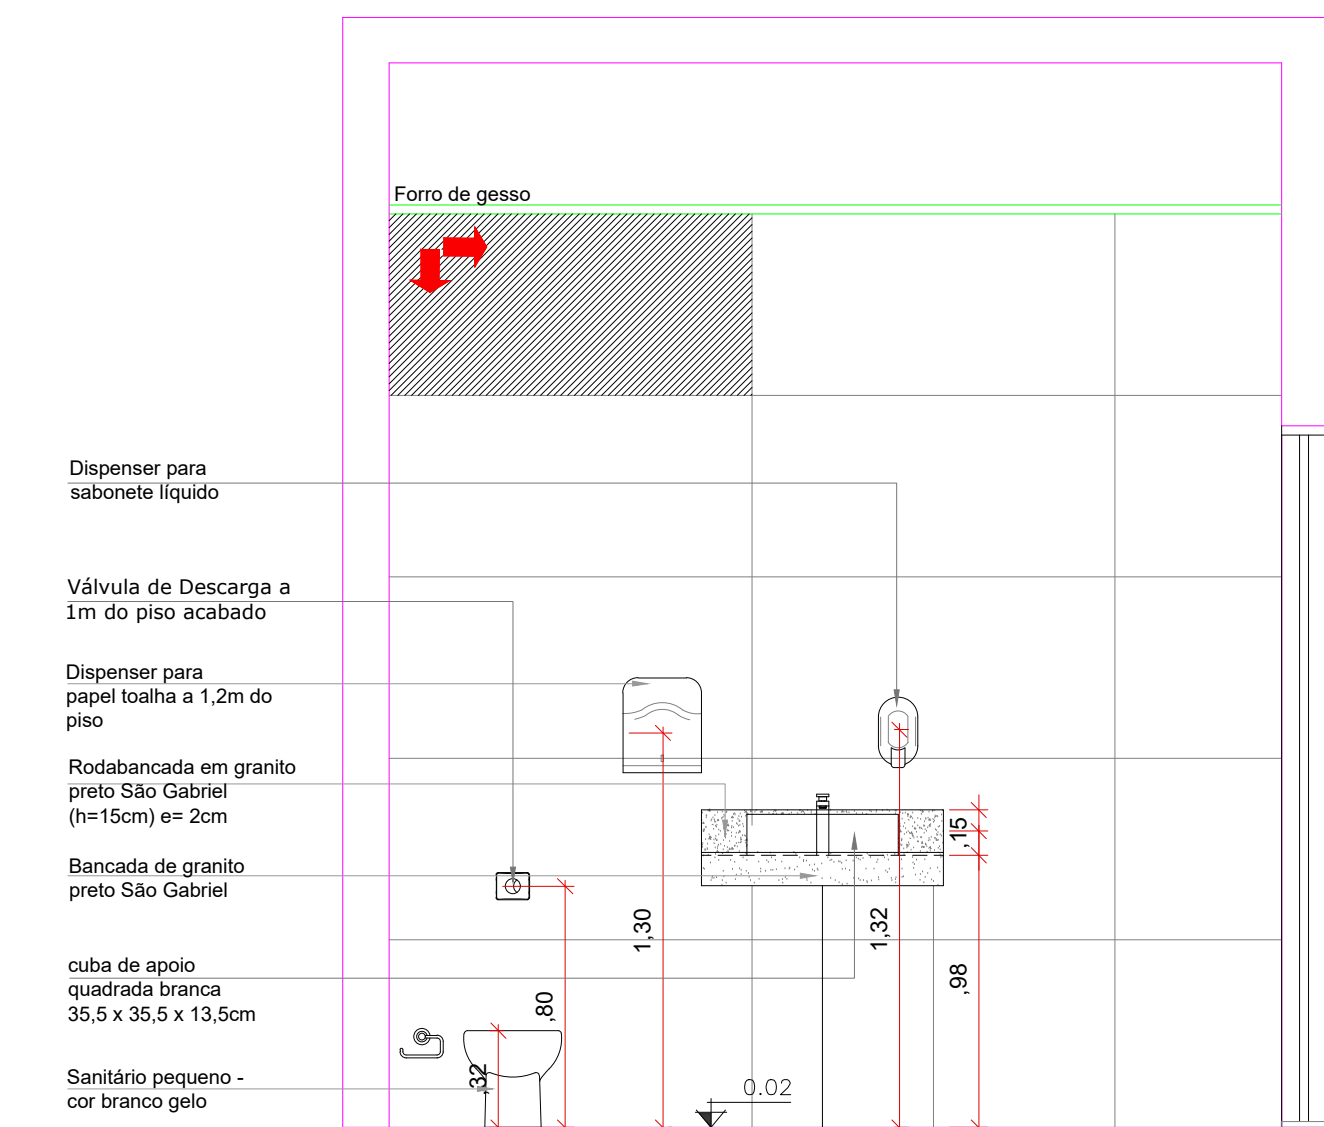 Forro de gesso
Dispenser para
sabonete líquido
Válvula de Descarga a
1m do piso acabado
Dispenser para
papel toalha a 1,2m do
piso
Rodabancada em granito
preto São Gabriel
(h=15cm) e= 2cm
Bancada de granito
preto São Gabriel
cuba de apoio
quadrada branca
35,5 x 35,5 x 13,5cm
Sanitário pequeno -
cor branco gelo
,32
,80
1,30
1,32
,15
,98
0.02